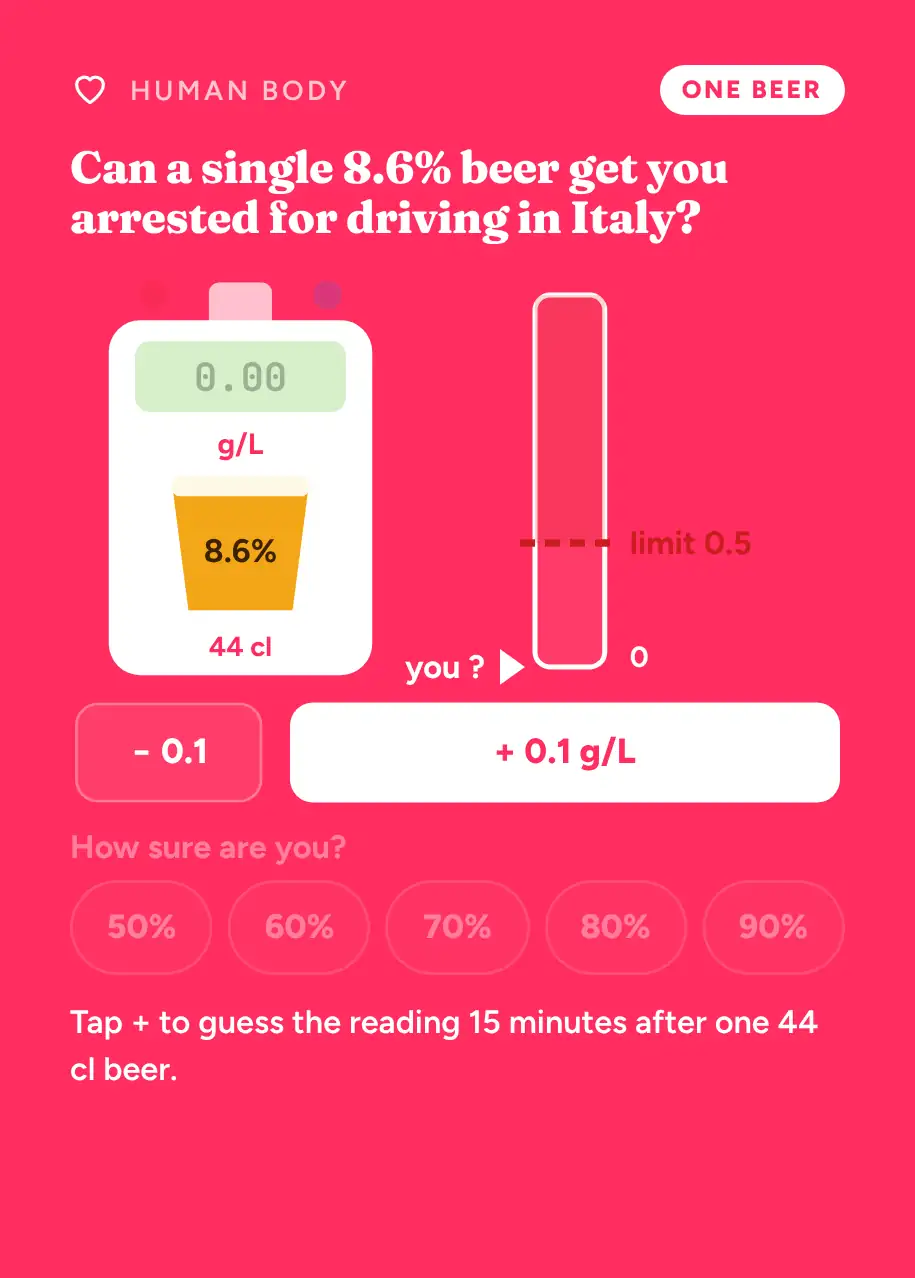 HUMAN BODY
ONE BEER
Can a single 8.6% beer get you
arrested for driving in Italy?
0.00
g/L
8.6%
44 cl
limit 0.5
you ?
0
− 0.1
+ 0.1 g/L
How sure are you?
50%
60%
70%
80%
90%
Tap + to guess the reading 15 minutes after one 44
cl beer.